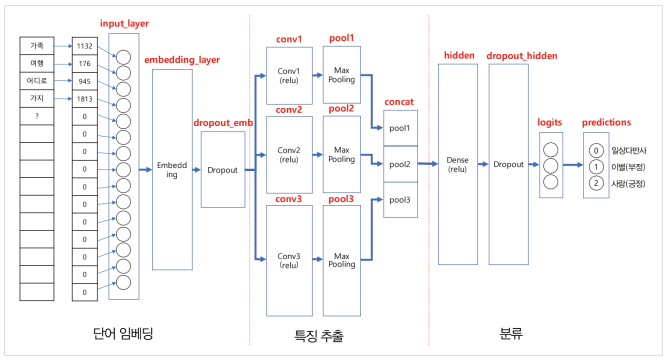 input_layer
가족
여행
어디로
가지
?
1132
176
945
1813
0
0
0
0
0
0
0
0
0
0
0
embedding_layer
Embedd
ing
dropout_emb
Dropout
conv1
Conv1
(relu)
pool1
Max
Pooling
conv2
Conv2
(relu)
pool2
Max
Pooling
conv3
Conv3
(relu)
pool3
Max
Pooling
concat
pool1
pool2
pool3
hidden
Dense
(relu)
dropout_hidden
Dropout
logits
predictions
0 일상다반사
1 이별(부정)
2 사랑(긍정)
단어 임베딩
특징 추출
분류